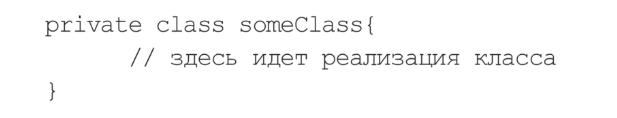 private class someClass{
// здесь идет реализация класса
}